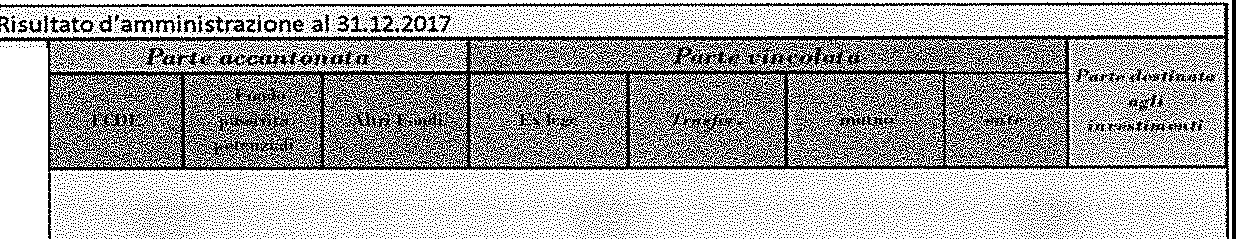 Risultato d'amministrazione al 31.12.2017
Parte accantonata Parte vincolata Parte destinata agli investimenti
FCDE Fondo passività potenziali Altri Fondi Ex lege Trasfer. mutuo ente